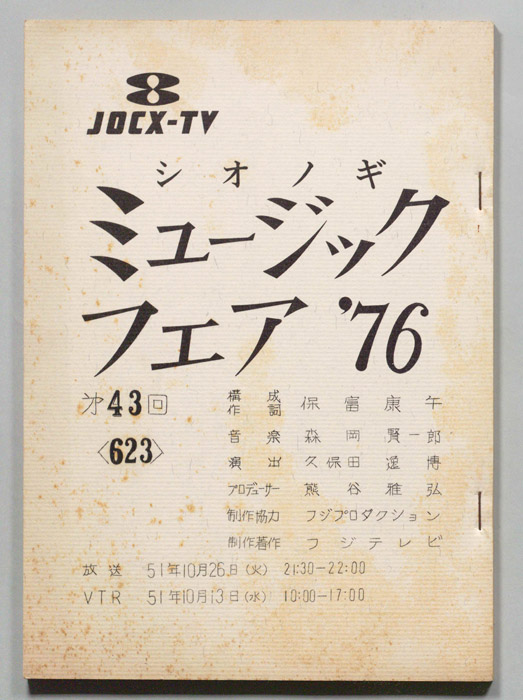 8
JOCX-TV
シオノギ
ミュージック
フェア '76
才43回
〈623〉
構成 作詞 保富康午
音楽 森岡賢一郎
演出 久保田 博
プロデューサー 熊谷雅弘
制作協力 フジプロダクション
制作著作 フジテレビ
放送 51年10月26日(火) 21:30-22:00
VTR 51年10月13日(水) 10:00-17:00